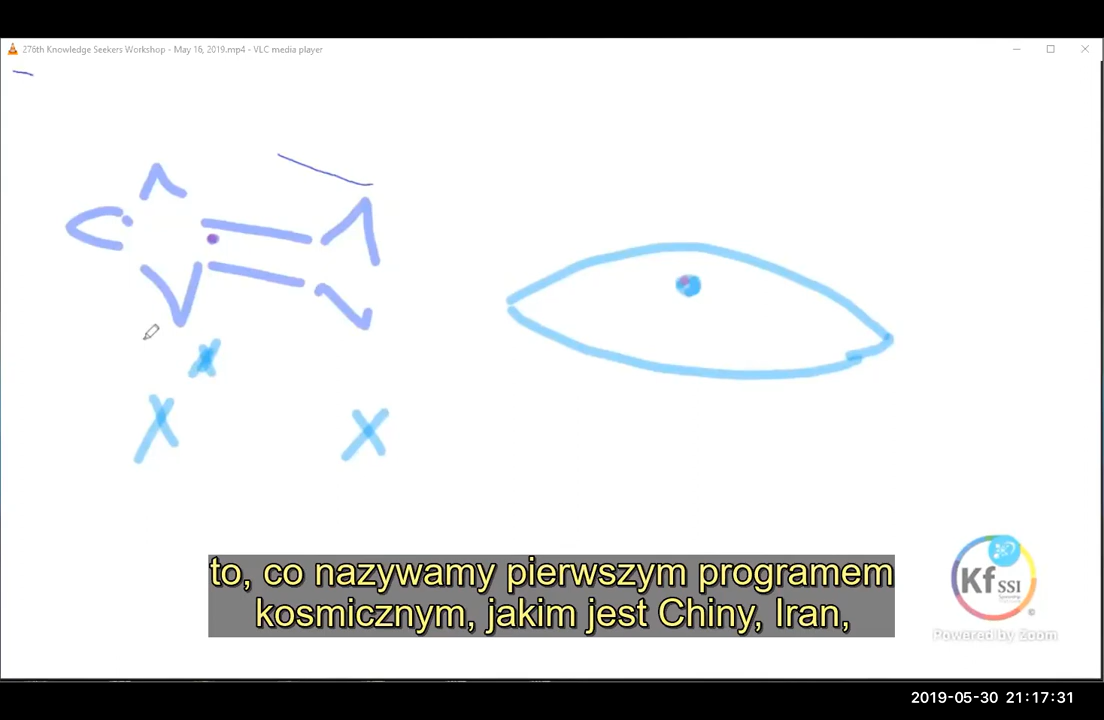 276th Knowledge Seekers Workshop - May 16, 2019.mp4 - VLC media player
to, co nazywamy pierwszym programem
kosmicznym, jakim jest Chiny, Iran,
Kf SSI
Powered by Zoom
2019-05-30 21:17:31